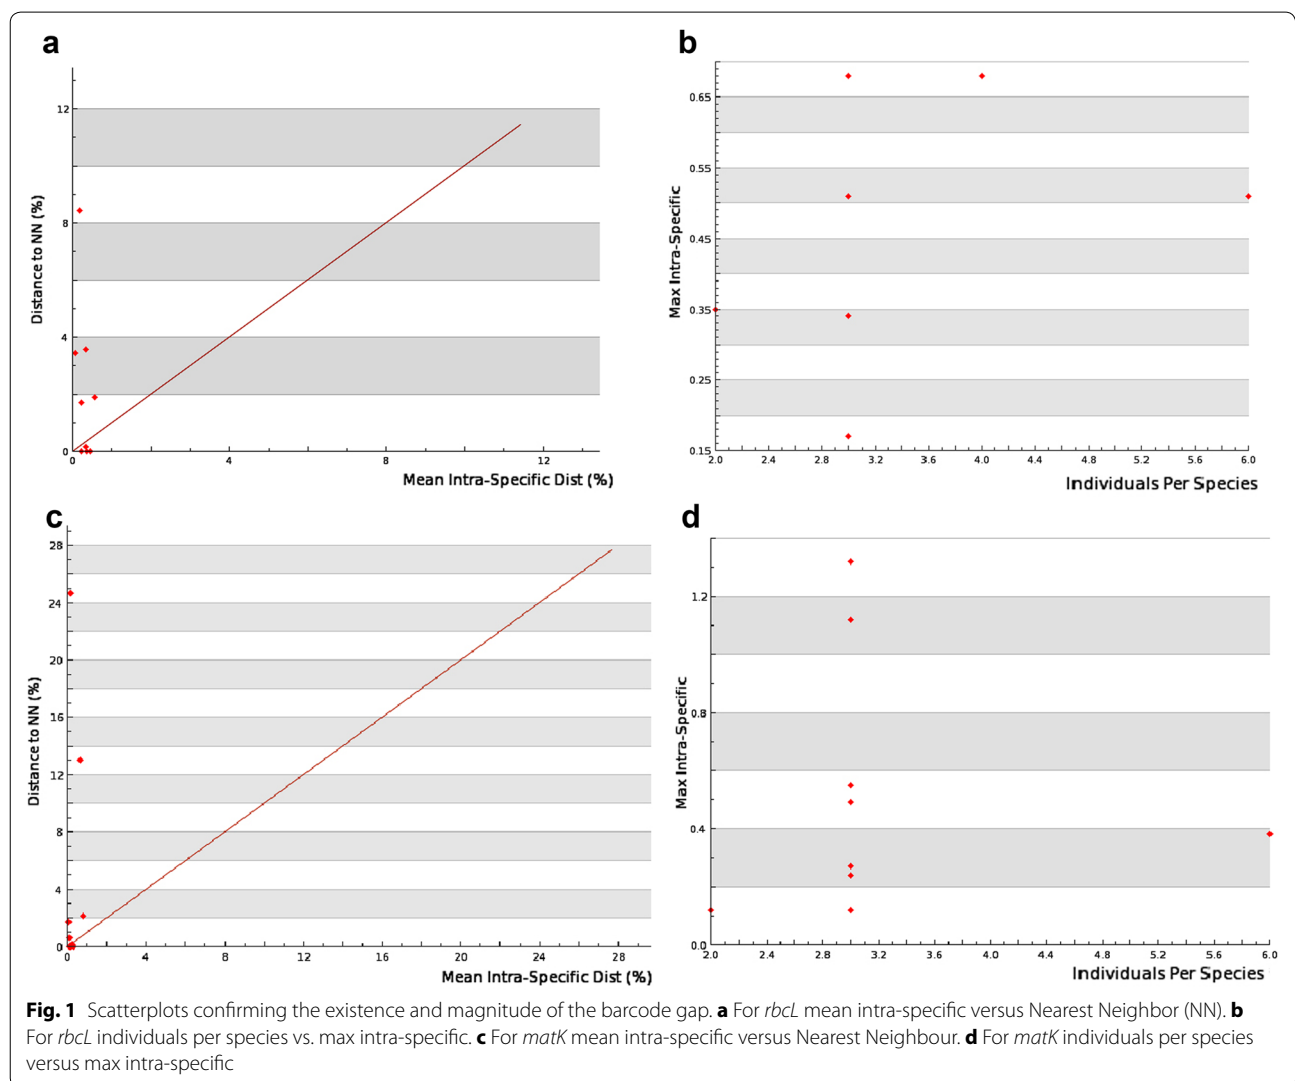 a
12
8
4
0
Distance to NN (%)
0 4 8 12
Mean Intra-Specific Dist (%)
b
0.65
0.55
0.45
0.35
0.25
0.15
Max Intra-Specific
2.0 2.4 2.8 3.2 3.6 4.0 4.4 4.8 5.2 5.6 6.0
Individuals Per Species
c
28
24
20
16
12
8
4
0
Distance to NN (%)
0 4 8 12 16 20 24 28
Mean Intra-Specific Dist (%)
d
1.2
0.8
0.4
0.0
Max Intra-Specific
2.0 2.4 2.8 3.2 3.6 4.0 4.4 4.8 5.2 5.6 6.0
Individuals Per Species
Fig. 1 Scatterplots confirming the existence and magnitude of the barcode gap. a For rbcL mean intra-specific versus Nearest Neighbor (NN). b
For rbcL individuals per species vs. max intra-specific. c For matK mean intra-specific versus Nearest Neighbour. d For matK individuals per species
versus max intra-specific